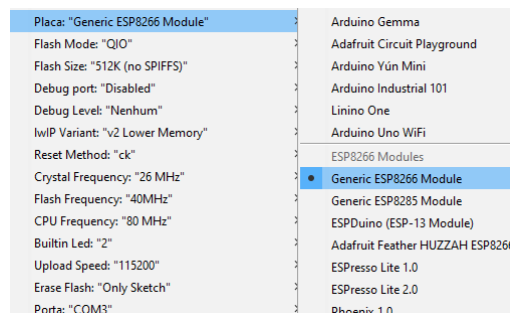 Placa: "Generic ESP8266 Module"
Flash Mode: "QIO"
Flash Size: "512K (no SPIFFS)"
Debug port: "Disabled"
Debug Level: "Nenhum"
lwIP Variant: "v2 Lower Memory"
Reset Method: "ck"
Crystal Frequency: "26 MHz"
Flash Frequency: "40MHz"
CPU Frequency: "80 MHz"
Builtin Led: "2"
Upload Speed: "115200"
Erase Flash: "Only Sketch"
Porta: "COM3"
Arduino Gemma
Adafruit Circuit Playground
Arduino Yún Mini
Arduino Industrial 101
Linino One
Arduino Uno WiFi
ESP8266 Modules
Generic ESP8266 Module
Generic ESP8285 Module
ESPDuino (ESP-13 Module)
Adafruit Feather HUZZAH ESP8266
ESPresso Lite 1.0
ESPresso Lite 2.0
Phoenix 1.0